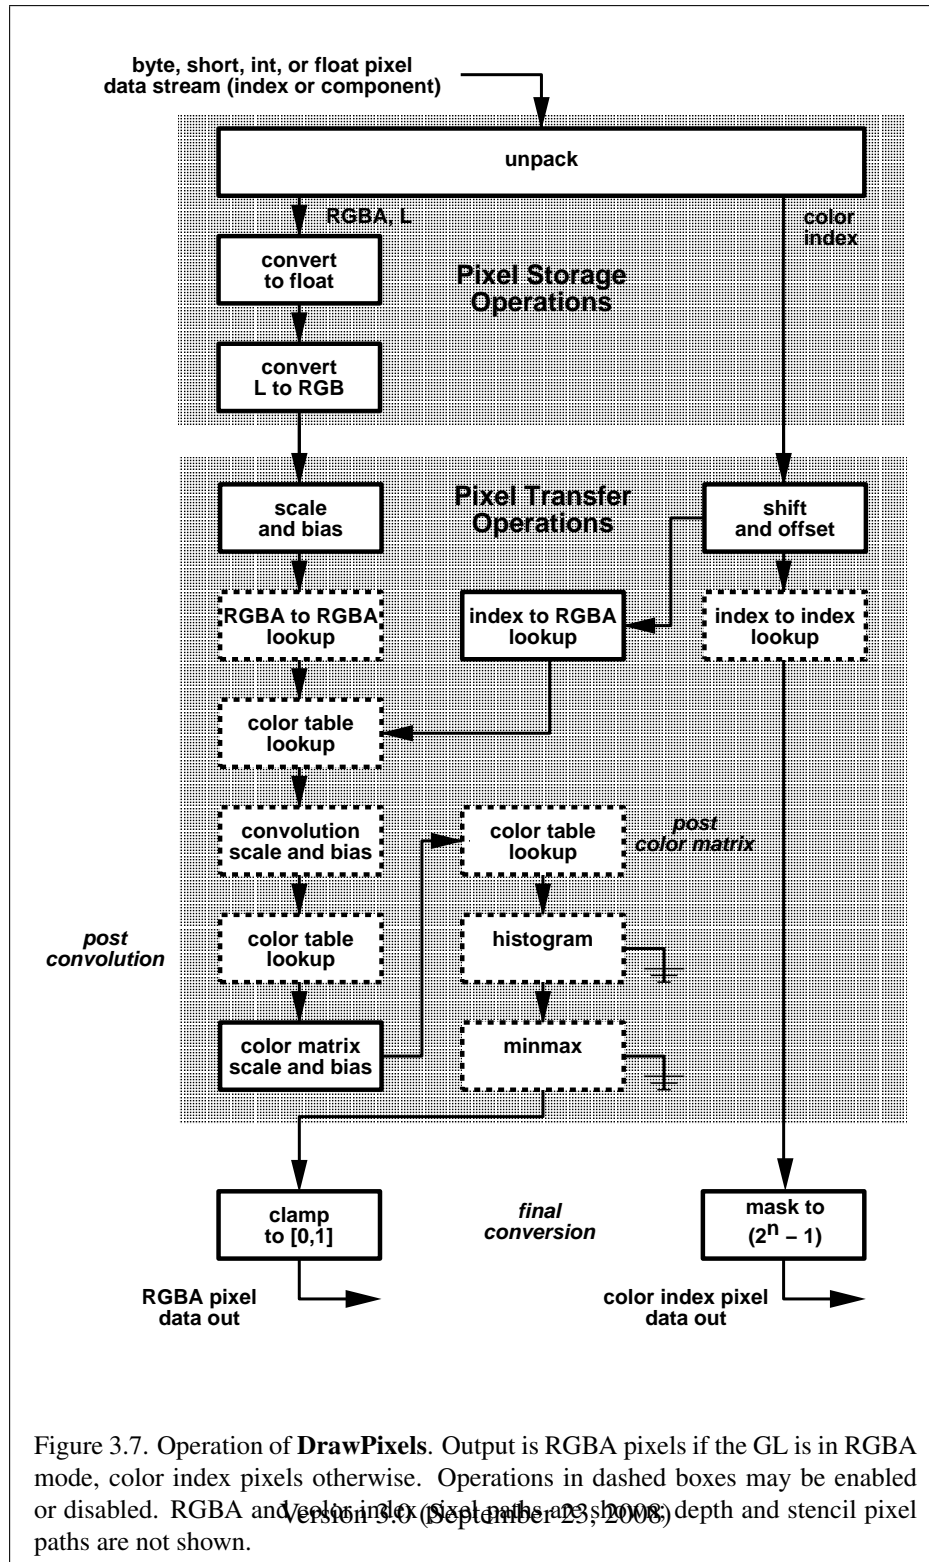 byte, short, int, or float pixel
data stream (index or component)
unpack
RGBA, L
color
index
convert
to float
Pixel Storage
Operations
convert
L to RGB
scale
and bias
Pixel Transfer
Operations
shift
and offset
RGBA to RGBA
lookup
index to RGBA
lookup
index to index
lookup
color table
lookup
convolution
scale and bias
color table
lookup
post
color matrix
post
convolution
color table
lookup
histogram
color matrix
scale and bias
minmax
clamp
to [0,1]
final
conversion
mask to
(2^n – 1)
RGBA pixel
data out
color index pixel
data out
Figure 3.7. Operation of DrawPixels. Output is RGBA pixels if the GL is in RGBA
mode, color index pixels otherwise. Operations in dashed boxes may be enabled
or disabled. RGBA and color index pixel paths are shown; depth and stencil pixel
Version 3.0 (September 23, 2008)
paths are not shown.